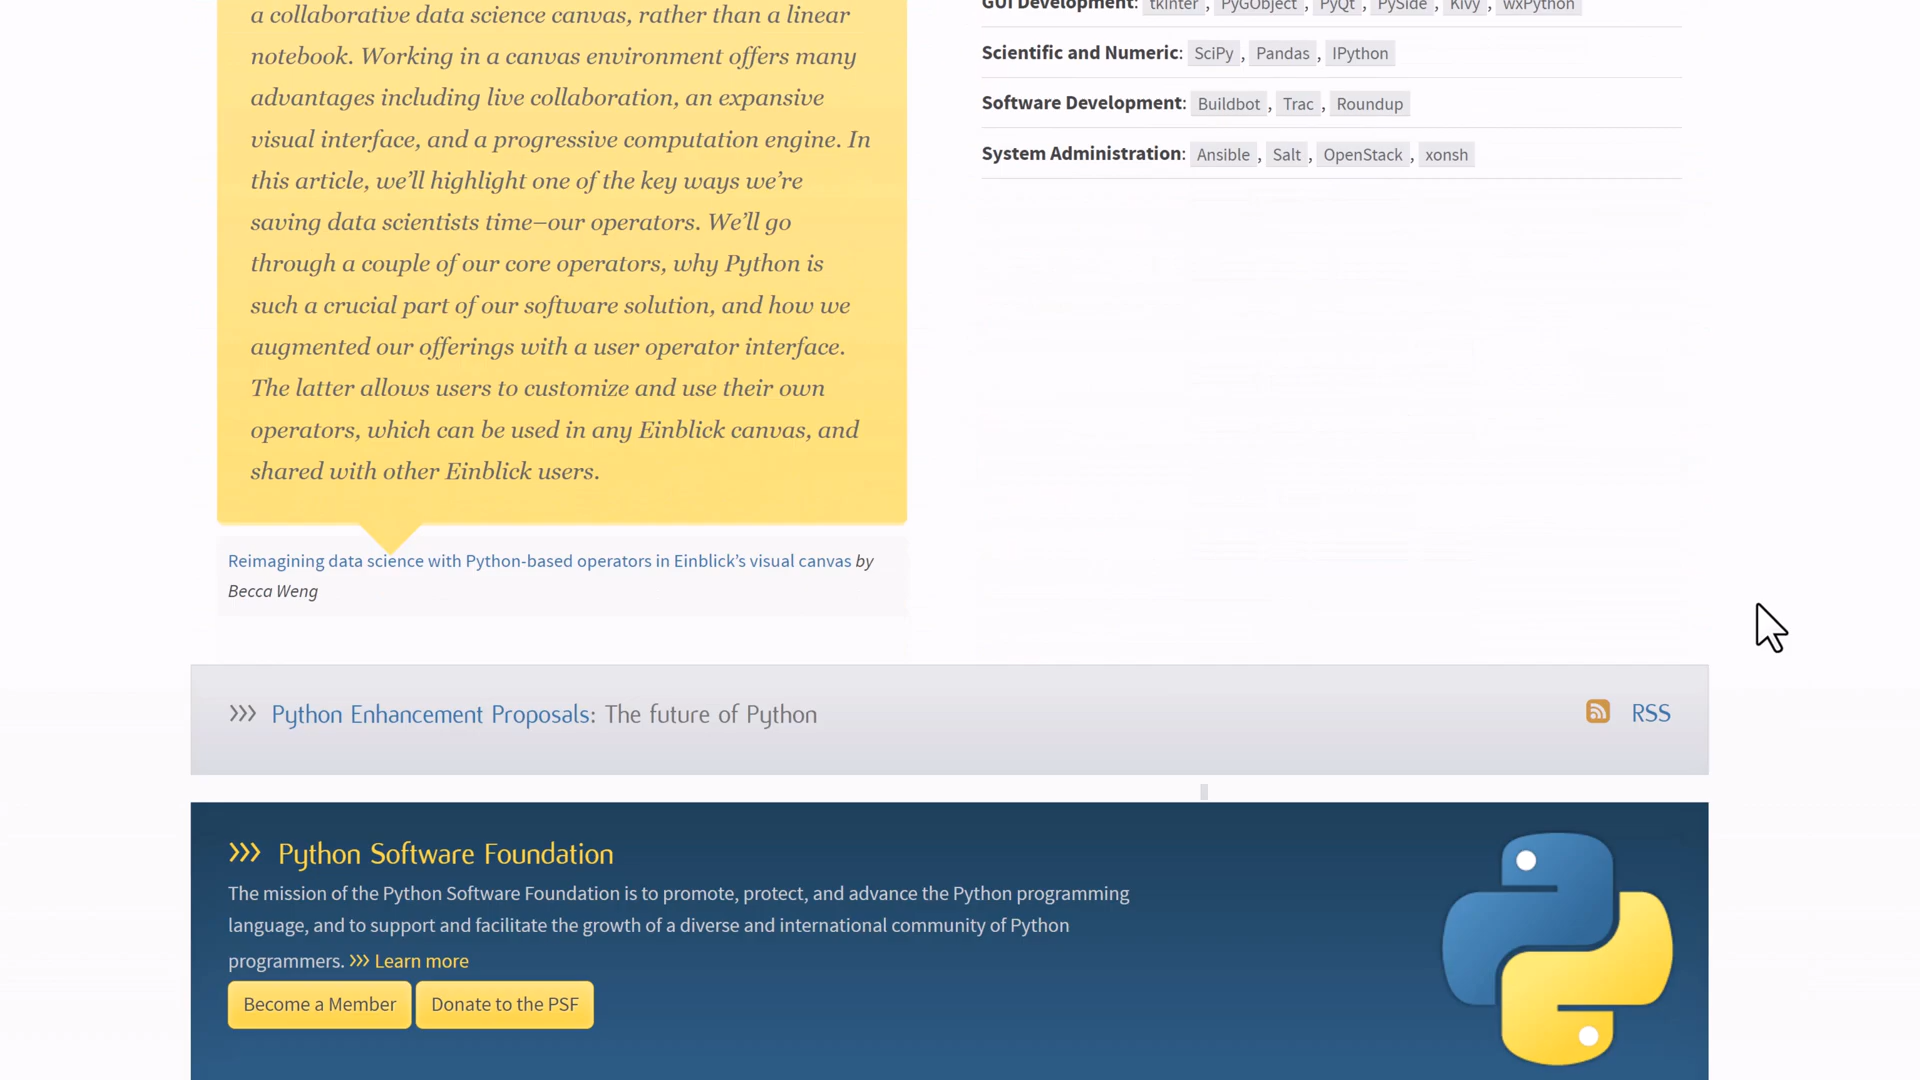 a collaborative data science canvas, rather than a linear
notebook. Working in a canvas environment offers many
advantages including live collaboration, an expansive
visual interface, and a progressive computation engine. In
this article, we’ll highlight one of the key ways we’re
saving data scientists time–our operators. We’ll go
through a couple of our core operators, why Python is
such a crucial part of our software solution, and how we
augmented our offerings with a user operator interface.
The latter allows users to customize and use their own
operators, which can be used in any Einblick canvas, and
shared with other Einblick users.
Reimagining data science with Python-based operators in Einblick’s visual canvas by
Becca Weng
GUI Development: tkInter , PyGObject , PyQt , PySide , Kivy , wxPython
Scientific and Numeric: SciPy , Pandas , IPython
Software Development: Buildbot , Trac , Roundup
System Administration: Ansible , Salt , OpenStack , xonsh
>>> Python Enhancement Proposals: The future of Python
RSS
>>> Python Software Foundation
The mission of the Python Software Foundation is to promote, protect, and advance the Python programming
language, and to support and facilitate the growth of a diverse and international community of Python
programmers. >>> Learn more
Become a Member Donate to the PSF